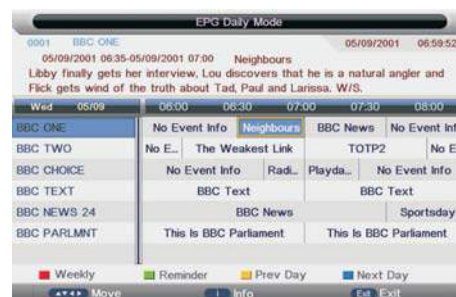 EPG Daily Mode
0001 BBC ONE 05/09/2001 06:59:52
05/09/2001 06:35-05/09/2001 07:00 Neighbours
Libby finally gets her interview, Lou discovers that he is a natural angler and
Flick gets wind of the truth about Tad, Paul and Larissa. W/S.
Wed 05/09 06:00 06:30 07:00 07:30 08:00
BBC ONE No Event Info Neighbours BBC News No Event Inf
BBC TWO No E... The Weakest Link TOTP2 No E
BBC CHOICE No Event Info Radi... Playda... No Event Info
BBC TEXT BBC Text BBC Text
BBC NEWS 24 BBC News Sportsday
BBC PARLMNT This Is BBC Parliament This Is BBC Parliament
Weekly Reminder Prev Day Next Day
Move i Info Exit Exit